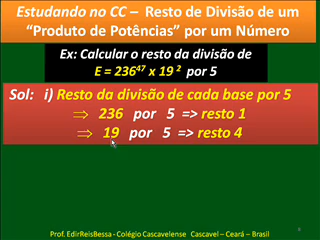 Estudando no CC – Resto de Divisão de um
“Produto de Potências” por um Número
Ex: Calcular o resto da divisão de
E = 236⁴⁷ x 19 ² por 5
Sol: i) Resto da divisão de cada base por 5
⇒ 236 por 5 => resto 1
⇒ 19 por 5 => resto 4
Prof. EdirReisBessa - Colégio Cascavelense Cascavel – Ceará – Brasil